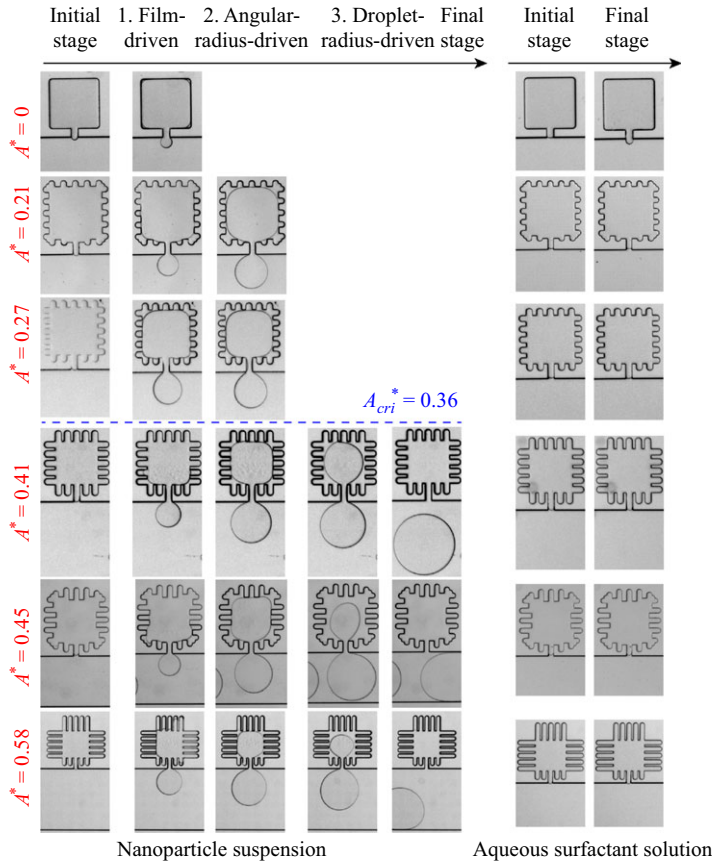 Initial stage
1. Film-driven
2. Angular-radius-driven
3. Droplet-radius-driven
Final stage
Initial stage
Final stage
A* = 0
A* = 0.21
A* = 0.27
A_cri* = 0.36
A* = 0.41
A* = 0.45
A* = 0.58
Nanoparticle suspension
Aqueous surfactant solution